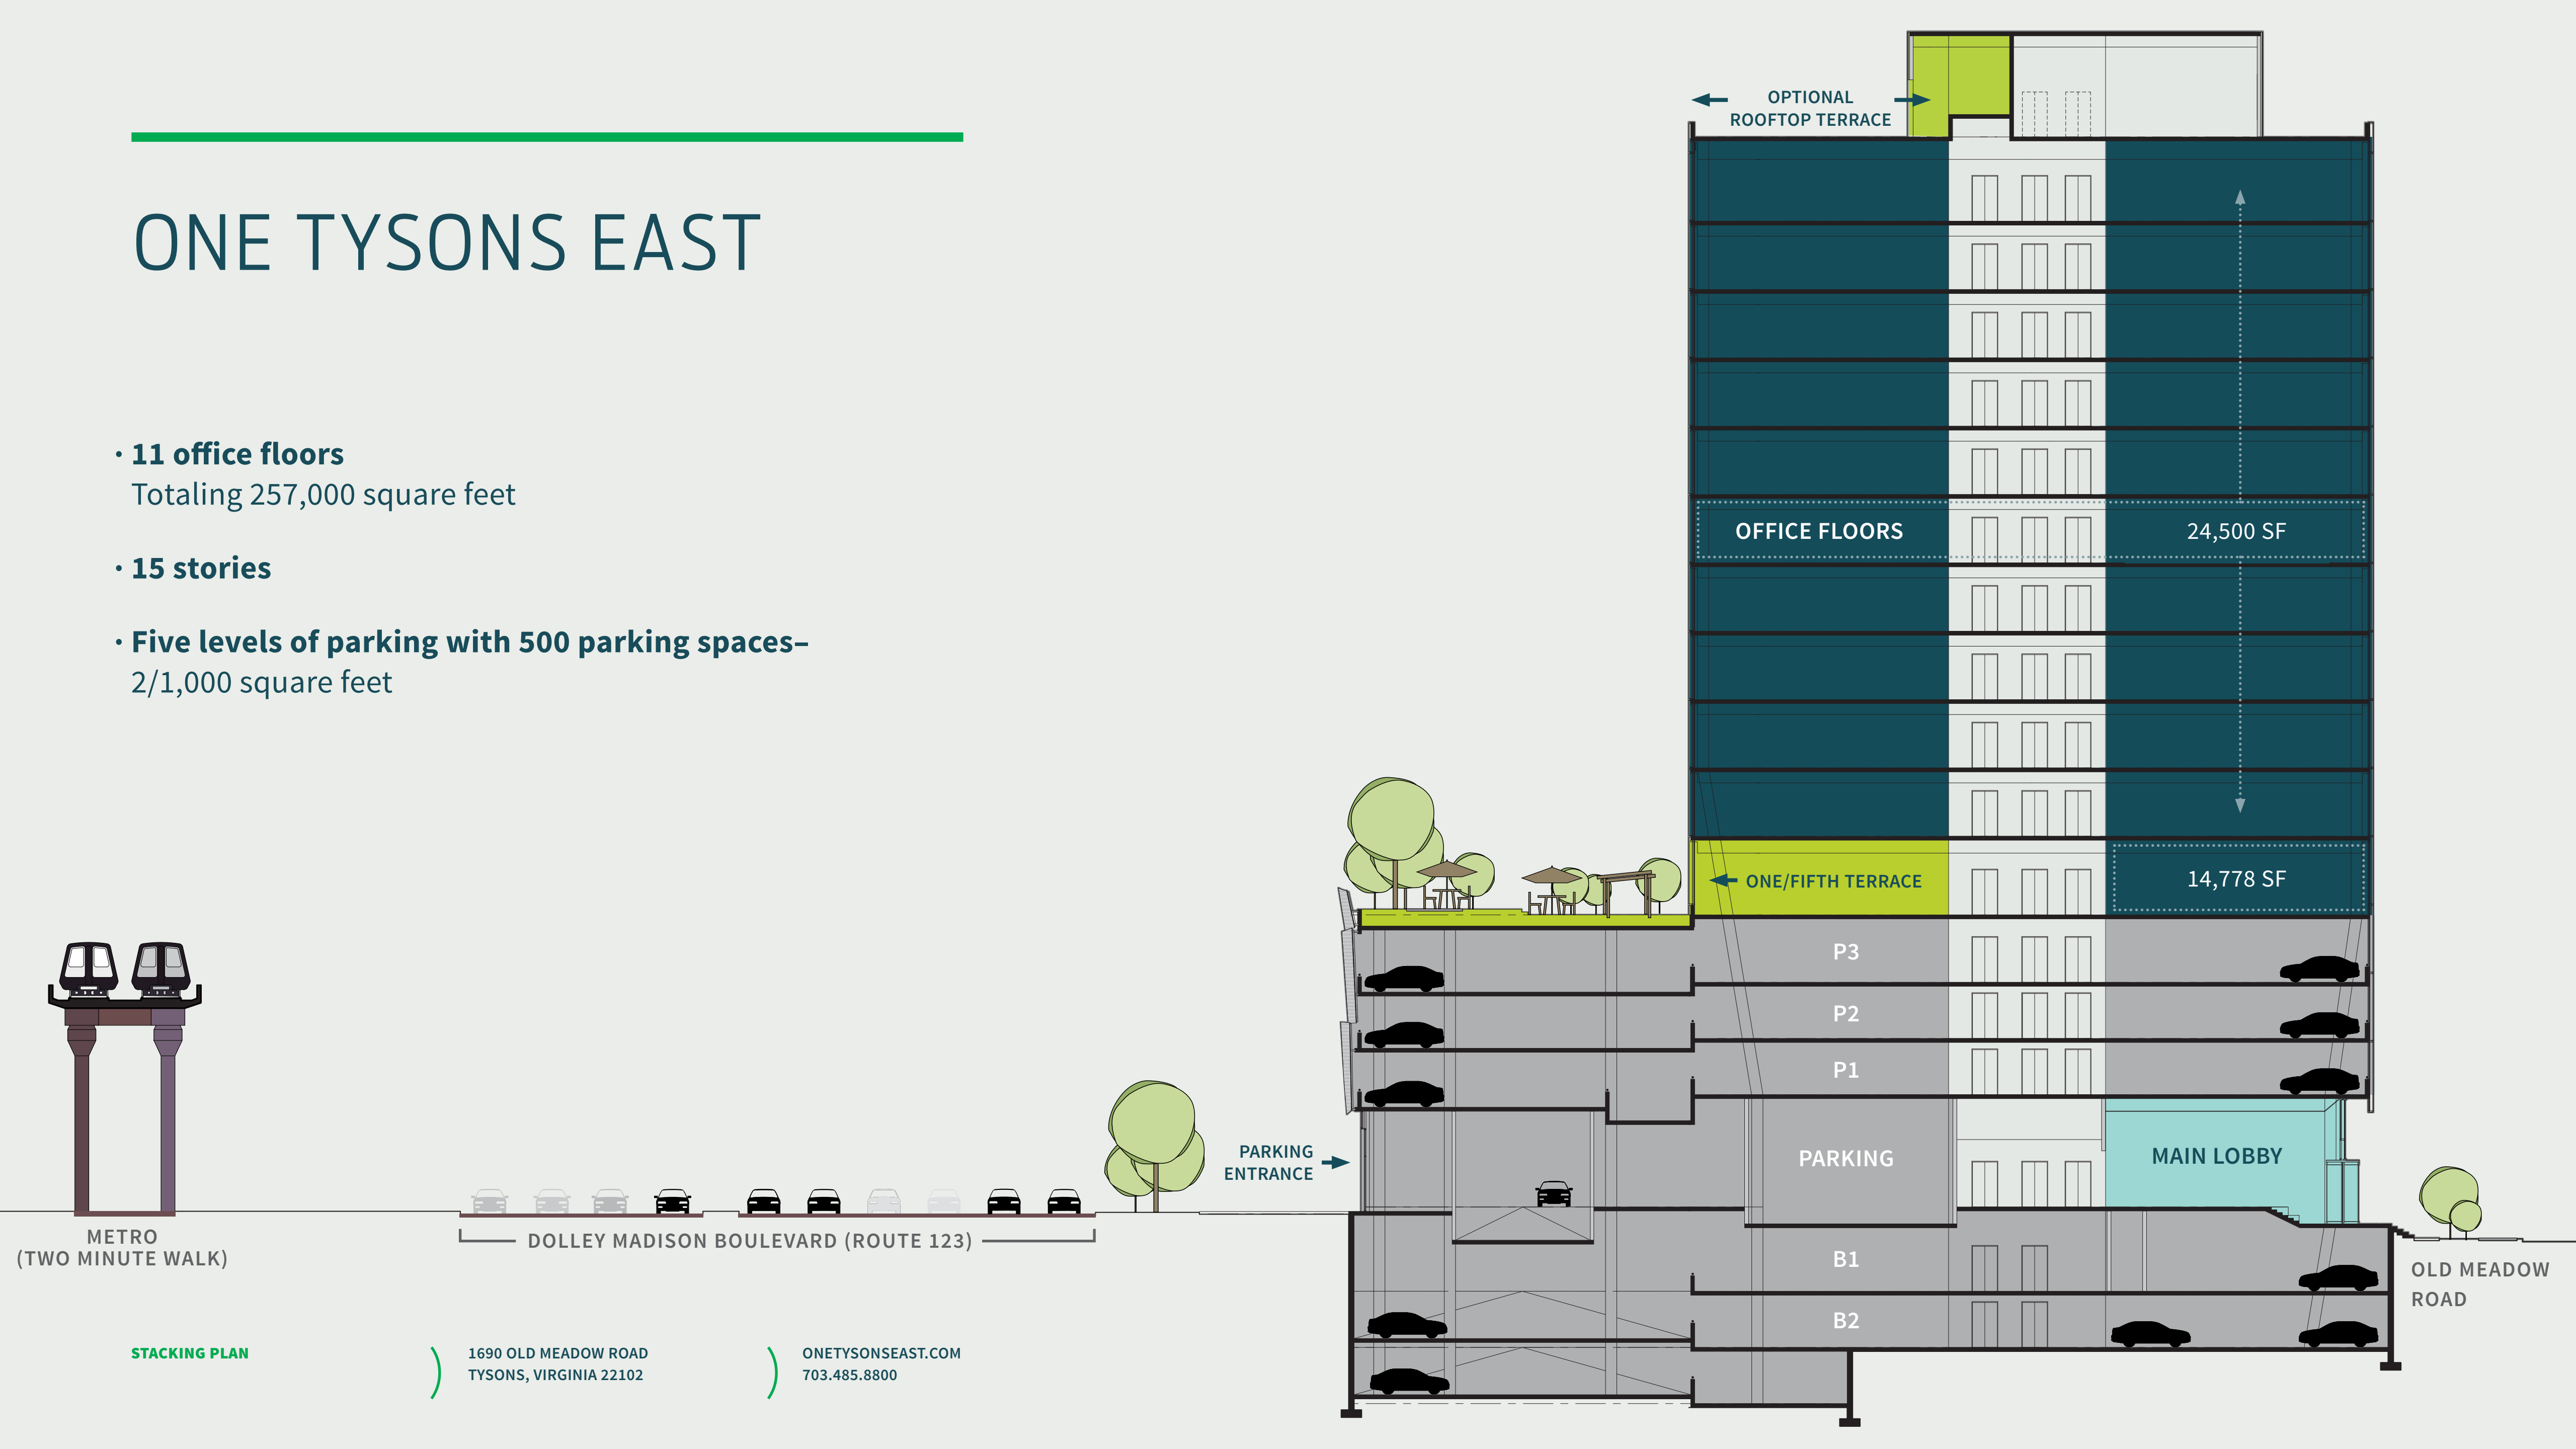 ONE TYSONS EAST
· 11 office floors
Totaling 257,000 square feet
· 15 stories
· Five levels of parking with 500 parking spaces–
2/1,000 square feet
OPTIONAL
ROOFTOP TERRACE
OFFICE FLOORS
24,500 SF
ONE/FIFTH TERRACE
14,778 SF
P3
P2
P1
PARKING
ENTRANCE
PARKING
MAIN LOBBY
B1
B2
METRO
(TWO MINUTE WALK)
DOLLEY MADISON BOULEVARD (ROUTE 123)
OLD MEADOW
ROAD
STACKING PLAN
1690 OLD MEADOW ROAD
TYSONS, VIRGINIA 22102
ONETYSONSEAST.COM
703.485.8800